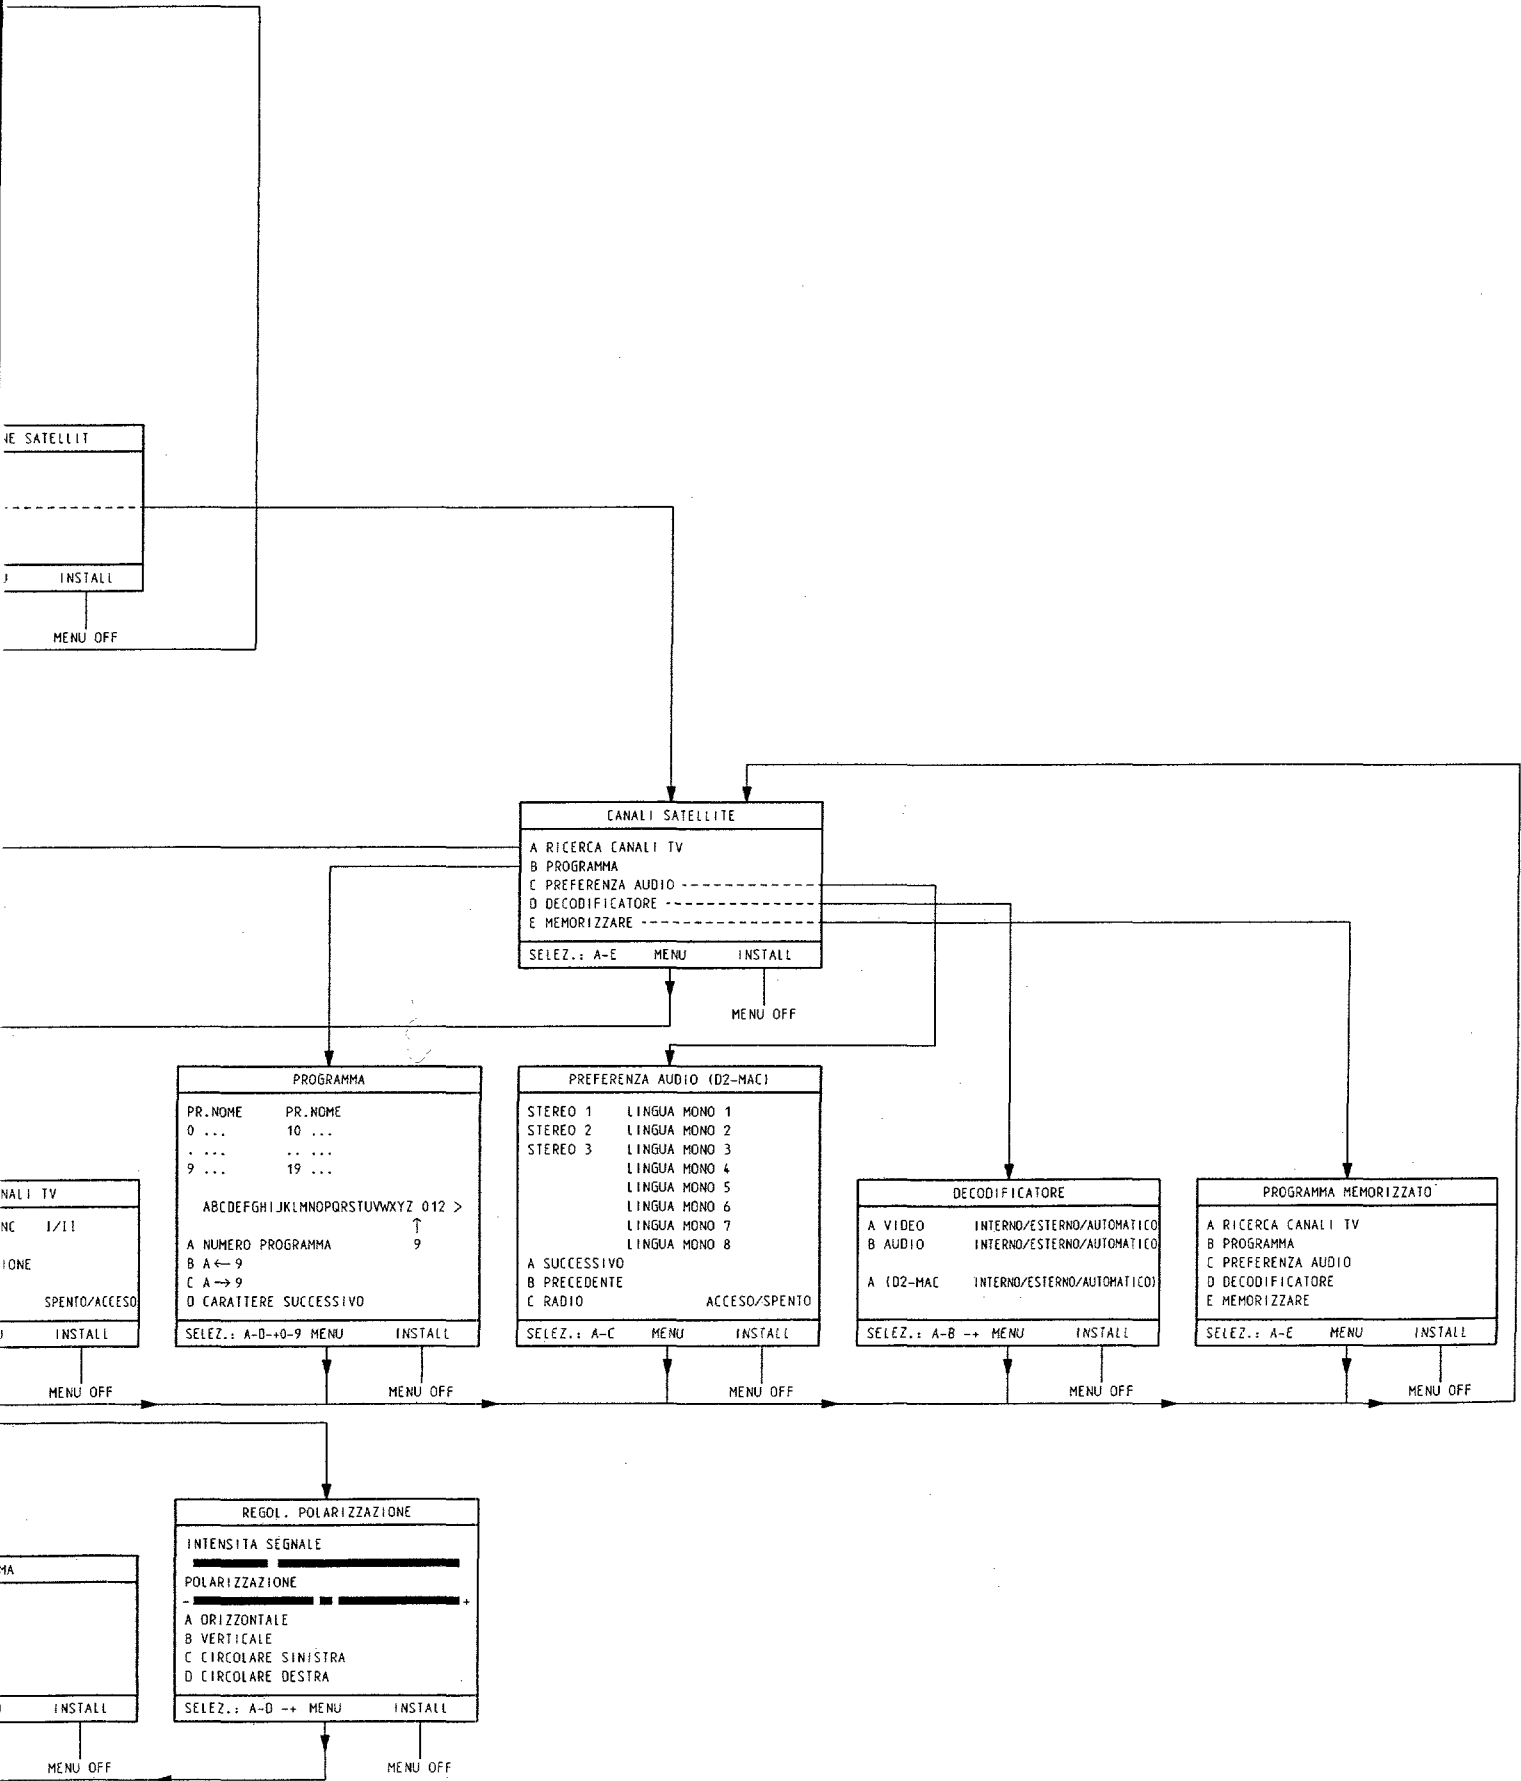 SATELLIT
INSTALL
MENU OFF
CANALI SATELLITE
A RICERCA CANALI TV
B PROGRAMMA
C PREFERENZA AUDIO
D DECODIFICATORE
E MEMORIZZARE
SELEZ.: A-E MENU INSTALL
MENU OFF
TV
I/II
SPENTO/ACCESO
INSTALL
MENU OFF
PROGRAMMA
PR.NOME PR.NOME
0 ... 10 ...
. ... .. ...
9 ... 19 ...
ABCDEFGHIJKLMNOPQRSTUVWXYZ 012 >
↑
A NUMERO PROGRAMMA 9
B A ← 9
C A → 9
D CARATTERE SUCCESSIVO
SELEZ.: A-D-+0-9 MENU INSTALL
MENU OFF
PREFERENZA AUDIO (D2-MAC)
STEREO 1 LINGUA MONO 1
STEREO 2 LINGUA MONO 2
STEREO 3 LINGUA MONO 3
LINGUA MONO 4
LINGUA MONO 5
LINGUA MONO 6
LINGUA MONO 7
LINGUA MONO 8
A SUCCESSIVO
B PRECEDENTE
C RADIO ACCESO/SPENTO
SELEZ.: A-C MENU INSTALL
MENU OFF
DECODIFICATORE
A VIDEO INTERNO/ESTERNO/AUTOMATICO
B AUDIO INTERNO/ESTERNO/AUTOMATICO
A (D2-MAC INTERNO/ESTERNO/AUTOMATICO)
SELEZ.: A-B -+ MENU INSTALL
MENU OFF
PROGRAMMA MEMORIZZATO
A RICERCA CANALI TV
B PROGRAMMA
C PREFERENZA AUDIO
D DECODIFICATORE
E MEMORIZZARE
SELEZ.: A-E MENU INSTALL
MENU OFF
INSTALL
MENU OFF
REGOL. POLARIZZAZIONE
INTENSITA SEGNALE
POLARIZZAZIONE
- +
A ORIZZONTALE
B VERTICALE
C CIRCOLARE SINISTRA
D CIRCOLARE DESTRA
SELEZ.: A-D -+ MENU INSTALL
MENU OFF